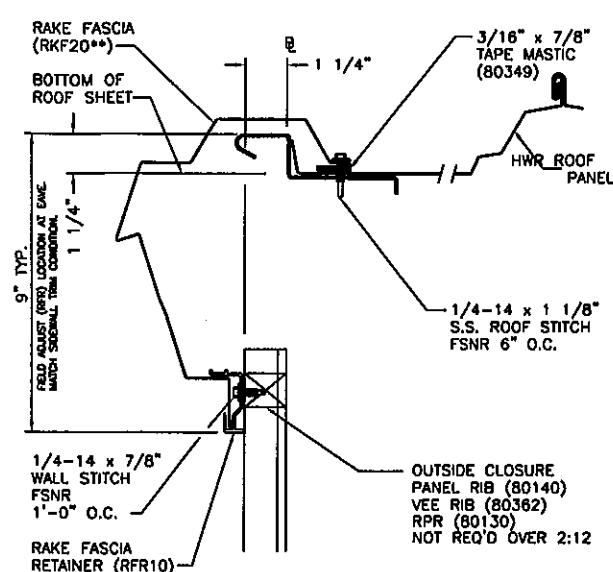 RAKE FASCIA
(RKF20**)
BOTTOM OF
ROOF SHEET
1 1/4"
3/16" x 7/8"
TAPE MASTIC
(80349)
HWR ROOF
PANEL
9" TYP.
FIELD ADJUST (RFR) LOCATION AT EAVE.
MATCH SIDEWALL TRIM CONDITION.
1 1/4"
1/4-14 x 1 1/8"
S.S. ROOF STITCH
FSNR 6" O.C.
1/4-14 x 7/8"
WALL STITCH
FSNR
1'-0" O.C.
RAKE FASCIA
RETAINER (RFR10)
OUTSIDE CLOSURE
PANEL RIB (80140)
VEE RIB (80362)
RPR (80130)
NOT REQ'D OVER 2:12